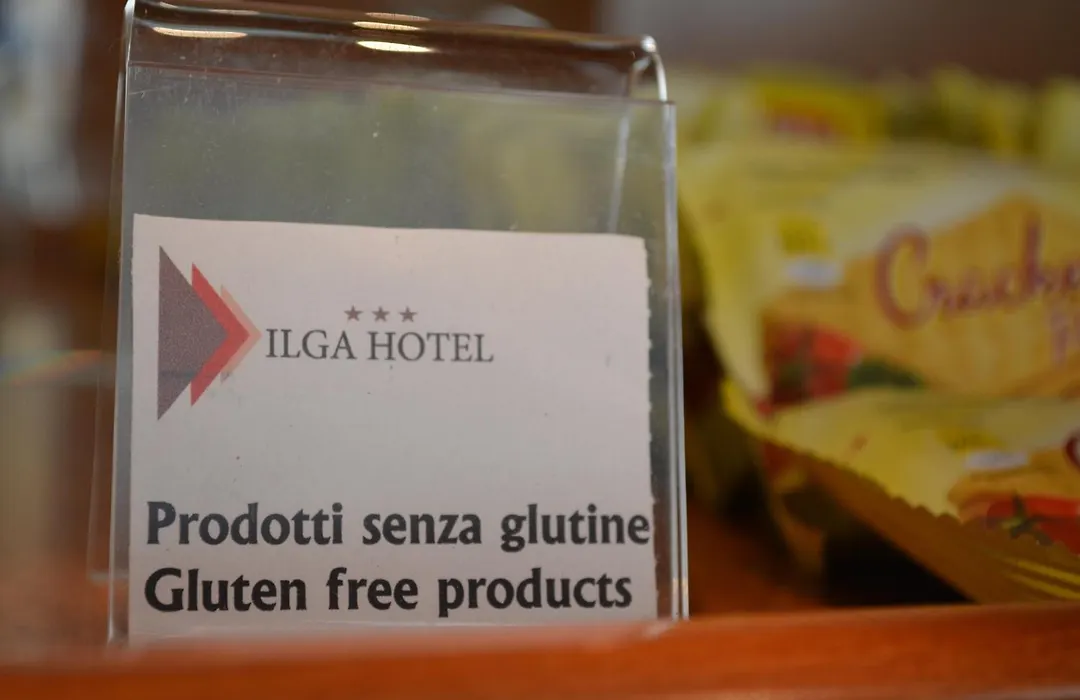 ★★★
ILGA HOTEL
Prodotti senza glutine
Gluten free products